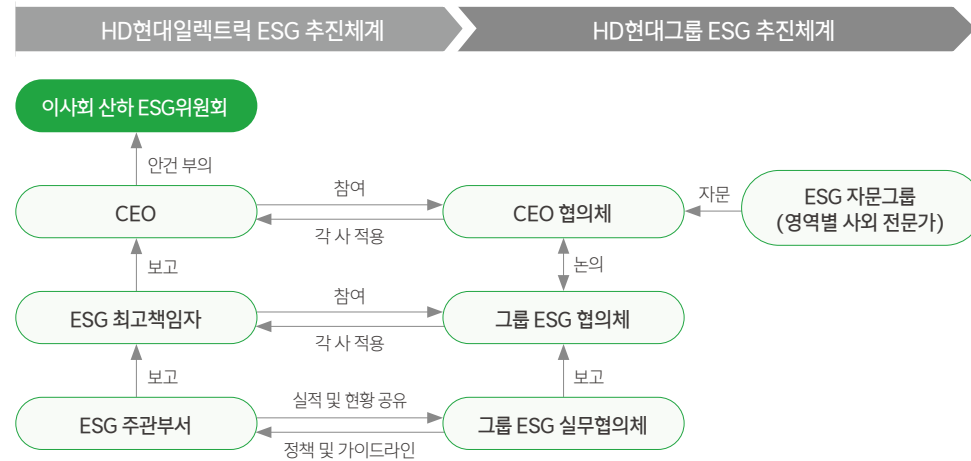 HD현대일렉트릭 ESG 추진체계
HD현대그룹 ESG 추진체계
이사회 산하 ESG위원회
안건 부의
CEO
참여
각 사 적용
CEO 협의체
자문
ESG 자문그룹
(영역별 사외 전문가)
보고
논의
ESG 최고책임자
참여
각 사 적용
그룹 ESG 협의체
보고
보고
ESG 주관부서
실적 및 현황 공유
정책 및 가이드라인
그룹 ESG 실무협의체